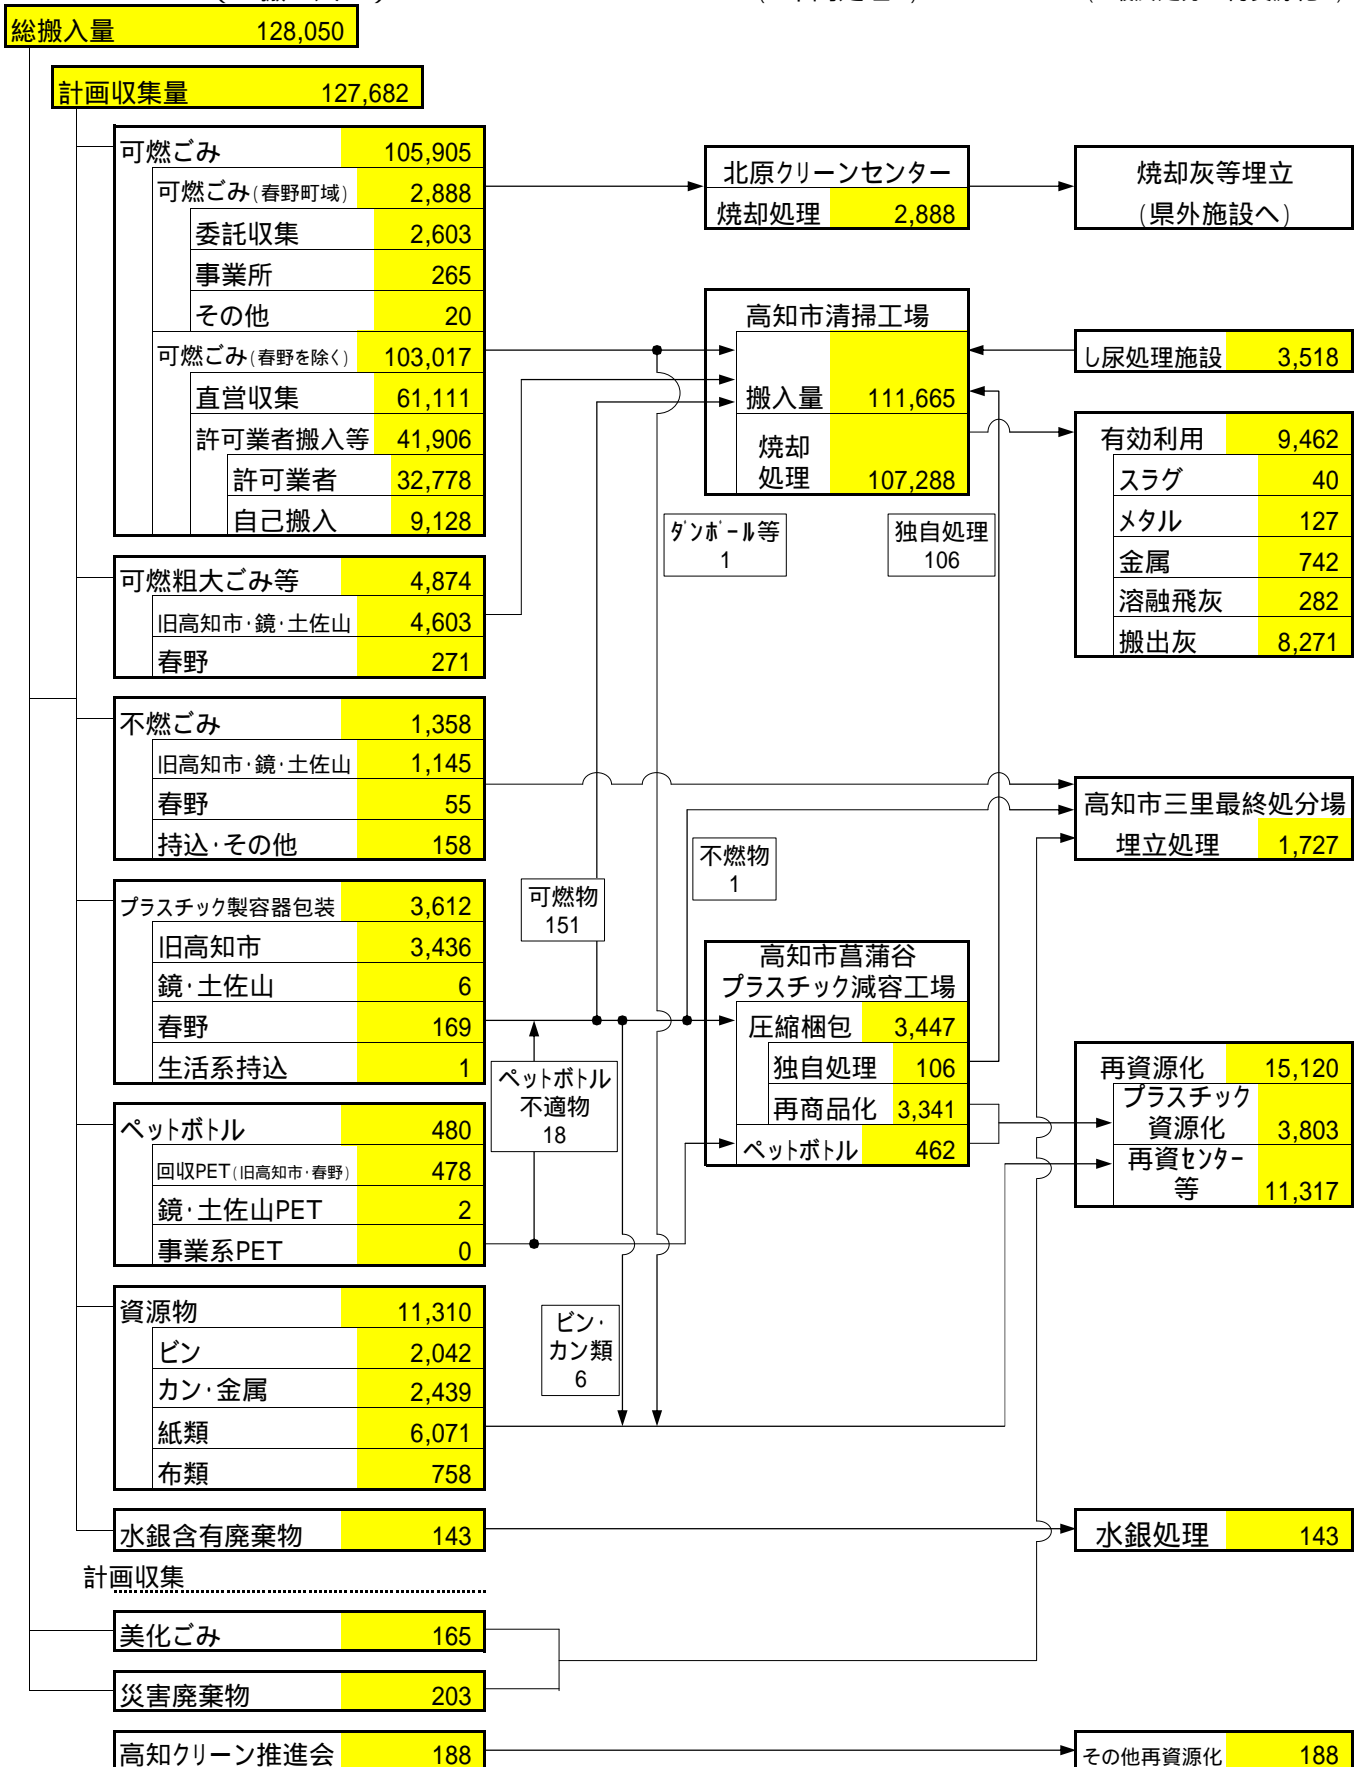 総搬入量 128,050
計画収集量 127,682
可燃ごみ 105,905
可燃ごみ(春野町域) 2,888
委託収集 2,603
事業所 265
その他 20
可燃ごみ(春野を除く) 103,017
直営収集 61,111
許可業者搬入等 41,906
許可業者 32,778
自己搬入 9,128
可燃粗大ごみ等 4,874
旧高知市・鏡・土佐山 4,603
春野 271
不燃ごみ 1,358
旧高知市・鏡・土佐山 1,145
春野 55
持込・その他 158
プラスチック製容器包装 3,612
旧高知市 3,436
鏡・土佐山 6
春野 169
生活系持込 1
ペットボトル 480
回収PET(旧高知市・春野) 478
鏡・土佐山PET 2
事業系PET 0
資源物 11,310
ビン 2,042
カン・金属 2,439
紙類 6,071
布類 758
水銀含有廃棄物 143
計画収集
美化ごみ 165
災害廃棄物 203
高知クリーン推進会 188
可燃物
151
ペットボトル
不適物
18
ビン・
カン類
6
北原クリーンセンター
焼却処理 2,888
高知市清掃工場
搬入量 111,665
焼却
処理 107,288
ダンボール等
1
独自処理
106
不燃物
1
高知市菖蒲谷
プラスチック減容工場
圧縮梱包 3,447
独自処理 106
再商品化 3,341
ペットボトル 462
焼却灰等埋立
(県外施設へ)
し尿処理施設 3,518
有効利用 9,462
スラグ 40
メタル 127
金属 742
溶融飛灰 282
搬出灰 8,271
高知市三里最終処分場
埋立処理 1,727
再資源化 15,120
プラスチック
資源化 3,803
再資センター
等 11,317
水銀処理 143
その他再資源化 188